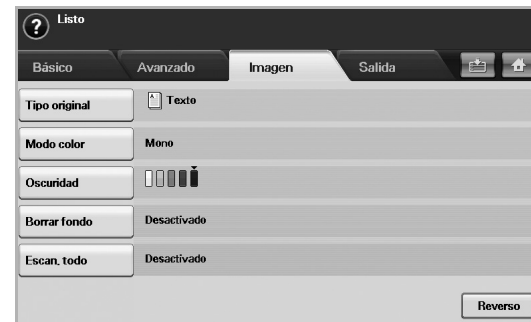 Listo
Básico Avanzado Imagen Salida
Tipo original Texto
Modo color Mono
Oscuridad
Borrar fondo Desactivado
Escan. todo Desactivado
Reverso